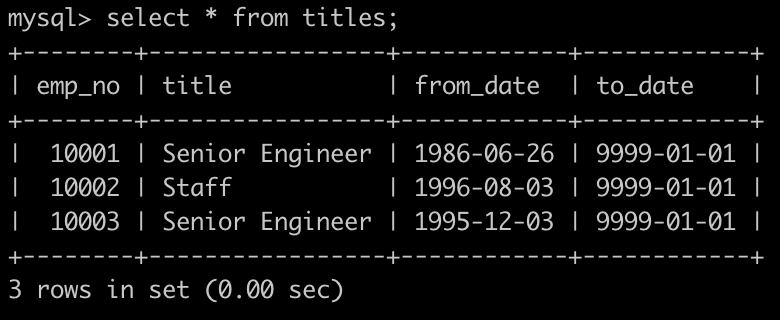 mysql> select * from titles;
+--------+-----------------+------------+------------+
| emp_no | title           | from_date  | to_date    |
+--------+-----------------+------------+------------+
|  10001 | Senior Engineer | 1986-06-26 | 9999-01-01 |
|  10002 | Staff           | 1996-08-03 | 9999-01-01 |
|  10003 | Senior Engineer | 1995-12-03 | 9999-01-01 |
+--------+-----------------+------------+------------+
3 rows in set (0.00 sec)